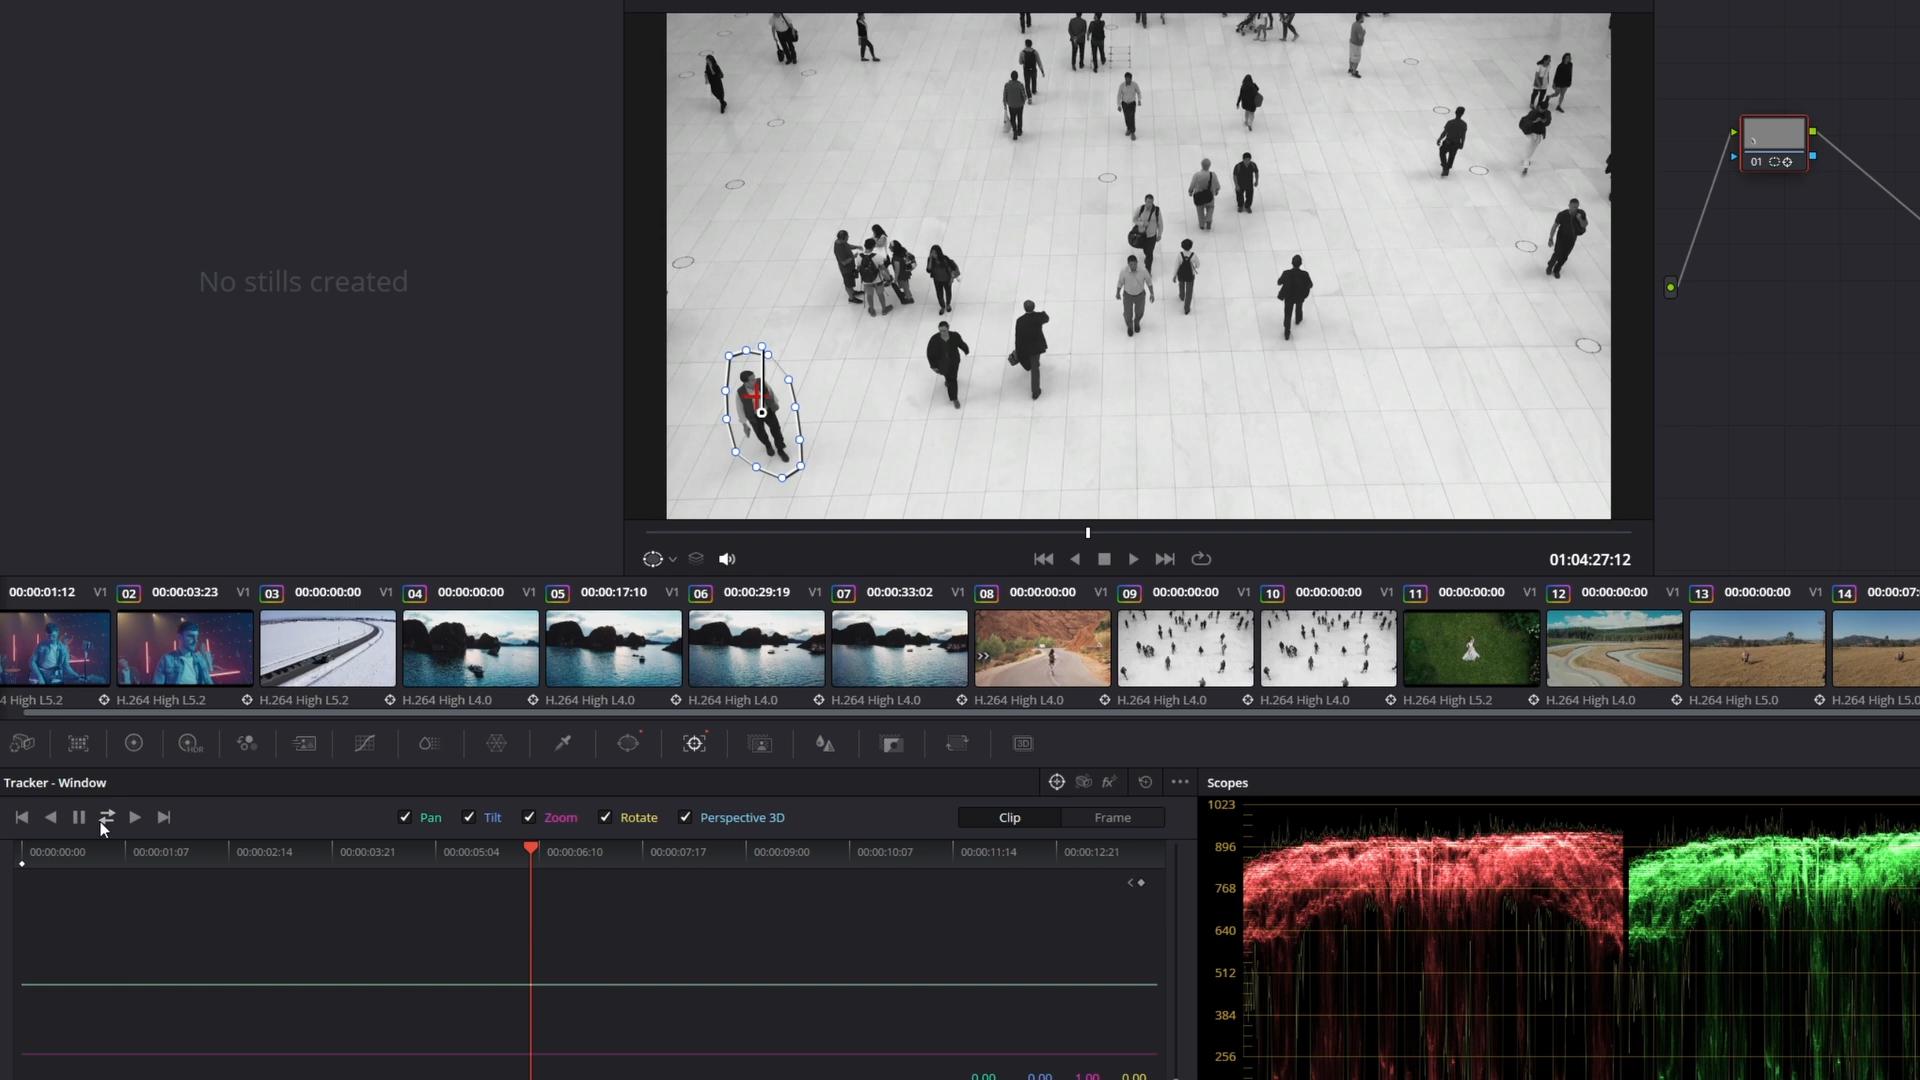 No stills created
01
01:04:27:12
00:00:01:12 V1 02 00:00:03:23 V1 03 00:00:00:00 V1 04 00:00:00:00 V1 05 00:00:17:10 V1 06 00:00:29:19 V1 07 00:00:33:02 V1 08 00:00:00:00 V1 09 00:00:00:00 V1 10 00:00:00:00 V1 11 00:00:00:00 V1 12 00:00:00:00 V1 13 00:00:00:00 V1 14 00:00:07:
4 High L5.2 H.264 High L5.2 H.264 High L5.2 H.264 High L4.0 H.264 High L4.0 H.264 High L4.0 H.264 High L4.0 H.264 High L4.0 H.264 High L4.0 H.264 High L4.0 H.264 High L5.2 H.264 High L4.0 H.264 High L5.0 H.264 High L5.0
HDR 3D
Tracker - Window
fx
Scopes
Pan Tilt Zoom Rotate Perspective 3D Clip Frame
00:00:00:00 00:00:01:07 00:00:02:14 00:00:03:21 00:00:05:04 00:00:06:10 00:00:07:17 00:00:09:00 00:00:10:07 00:00:11:14 00:00:12:21
0.00 0.00 1.00 0.00
1023
896
768
640
512
384
256